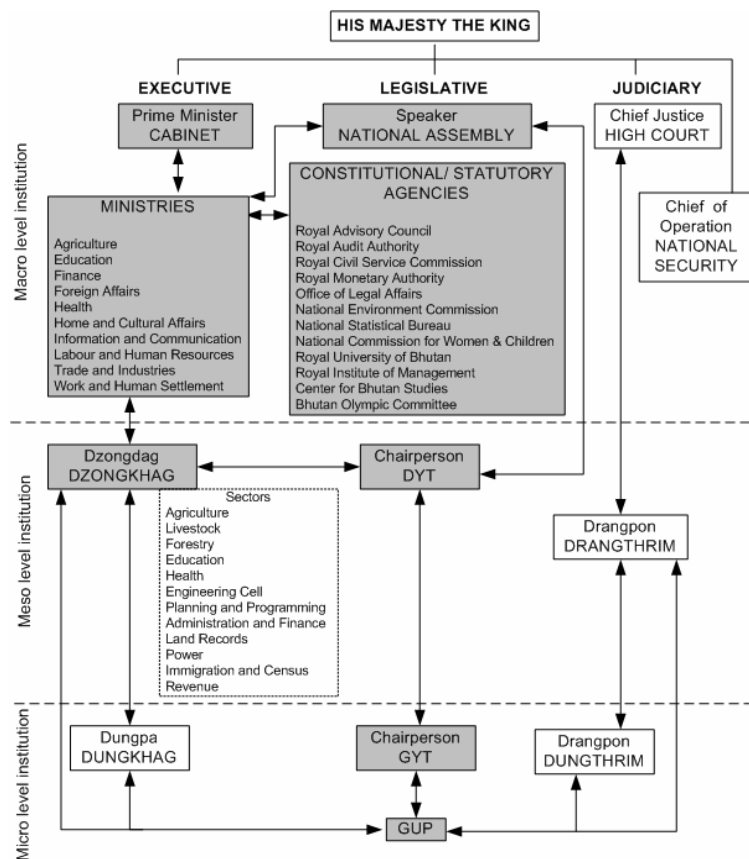 HIS MAJESTY THE KING
EXECUTIVE
LEGISLATIVE
JUDICIARY
Prime Minister
CABINET
Speaker
NATIONAL ASSEMBLY
Chief Justice
HIGH COURT
Chief of
Operation
NATIONAL
SECURITY
Macro level institution
MINISTRIES
Agriculture
Education
Finance
Foreign Affairs
Health
Home and Cultural Affairs
Information and Communication
Labour and Human Resources
Trade and Industries
Work and Human Settlement
CONSTITUTIONAL/ STATUTORY
AGENCIES
Royal Advisory Council
Royal Audit Authority
Royal Civil Service Commission
Royal Monetary Authority
Office of Legal Affairs
National Environment Commission
National Statistical Bureau
National Commission for Women & Children
Royal University of Bhutan
Royal Institute of Management
Center for Bhutan Studies
Bhutan Olympic Committee
Meso level institution
Dzongdag
DZONGKHAG
Chairperson
DYT
Sectors
Agriculture
Livestock
Forestry
Education
Health
Engineering Cell
Planning and Programming
Administration and Finance
Land Records
Power
Immigration and Census
Revenue
Drangpon
DRANGTHRIM
Micro level institution
Dungpa
DUNGKHAG
Chairperson
GYT
Drangpon
DUNGTHRIM
GUP